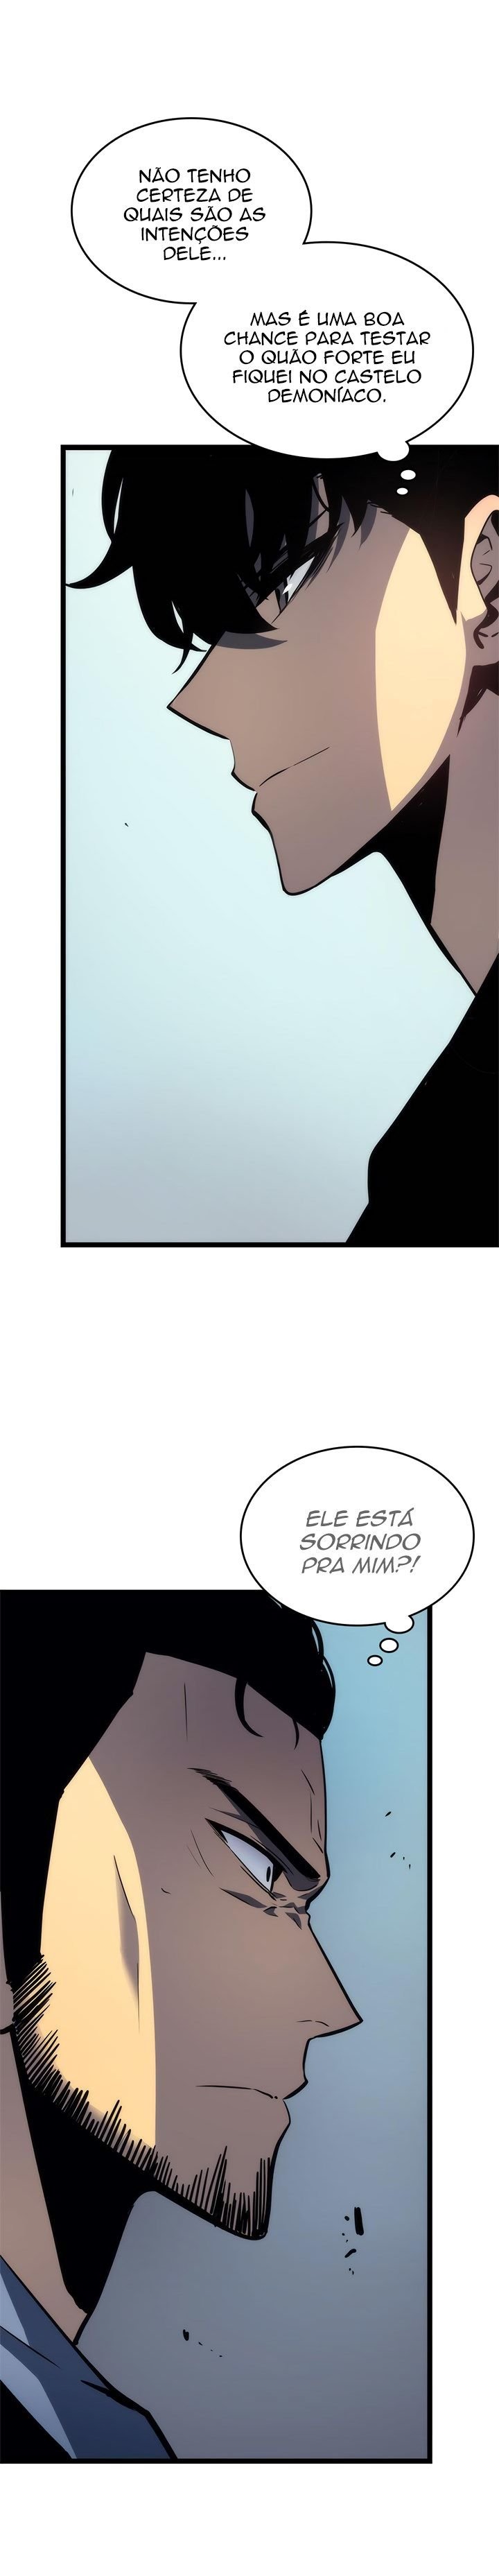 NÃO TENHO
CERTEZA DE
QUAIS SÃO AS
INTENÇÕES
DELE...
MAS É UMA BOA
CHANCE PARA TESTAR
O QUÃO FORTE EU
FIQUEI NO CASTELO
DEMONÍACO.
ELE ESTÁ
SORRINDO
PRA MIM?!